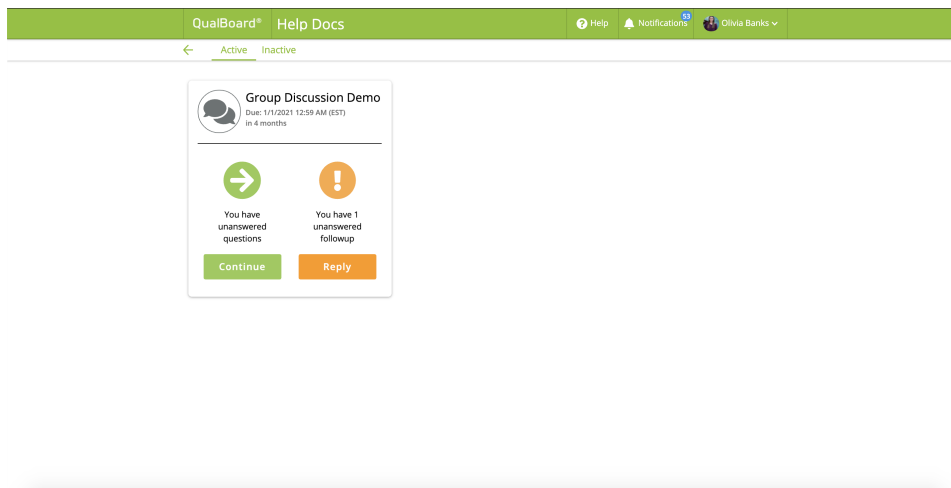 QualBoard® Help Docs
Help
Notifications
53
Olivia Banks
Active Inactive
Group Discussion Demo
Due: 1/1/2021 12:59 AM (EST)
in 4 months
You have
unanswered
questions
Continue
You have 1
unanswered
followup
Reply